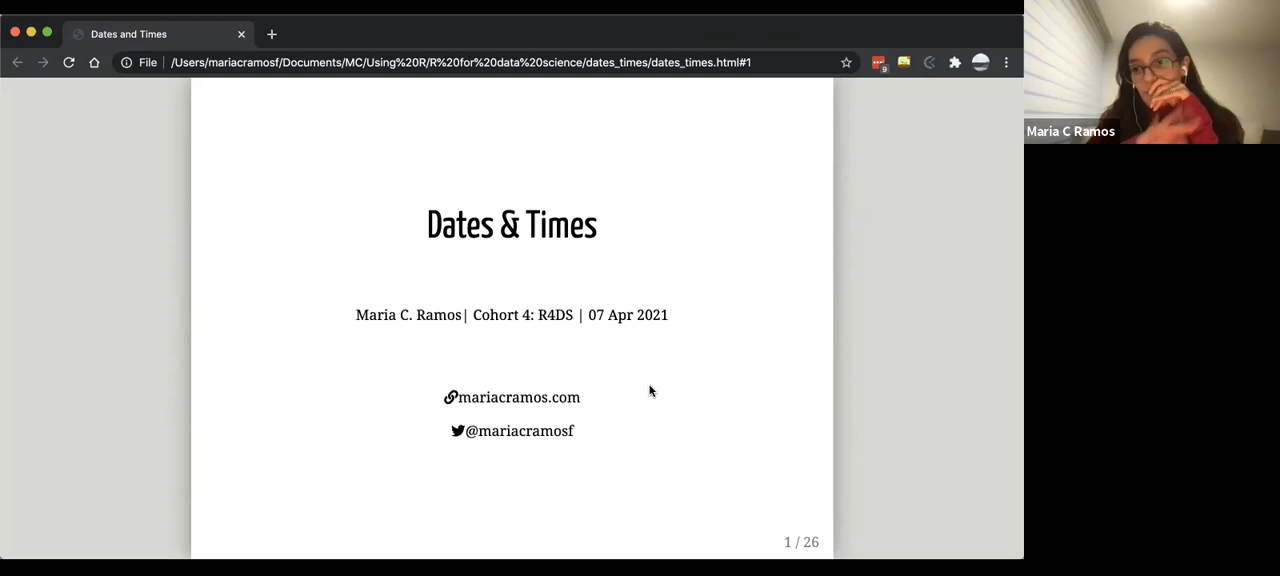 Dates and Times
File
/Users/mariacramosf/Documents/MC/Using%20R/R%20for%20data%20science/dates_times/dates_times.html#1
9
Maria C Ramos
Dates & Times
Maria C. Ramos| Cohort 4: R4DS | 07 Apr 2021
mariacramos.com
@mariacramosf
1 / 26